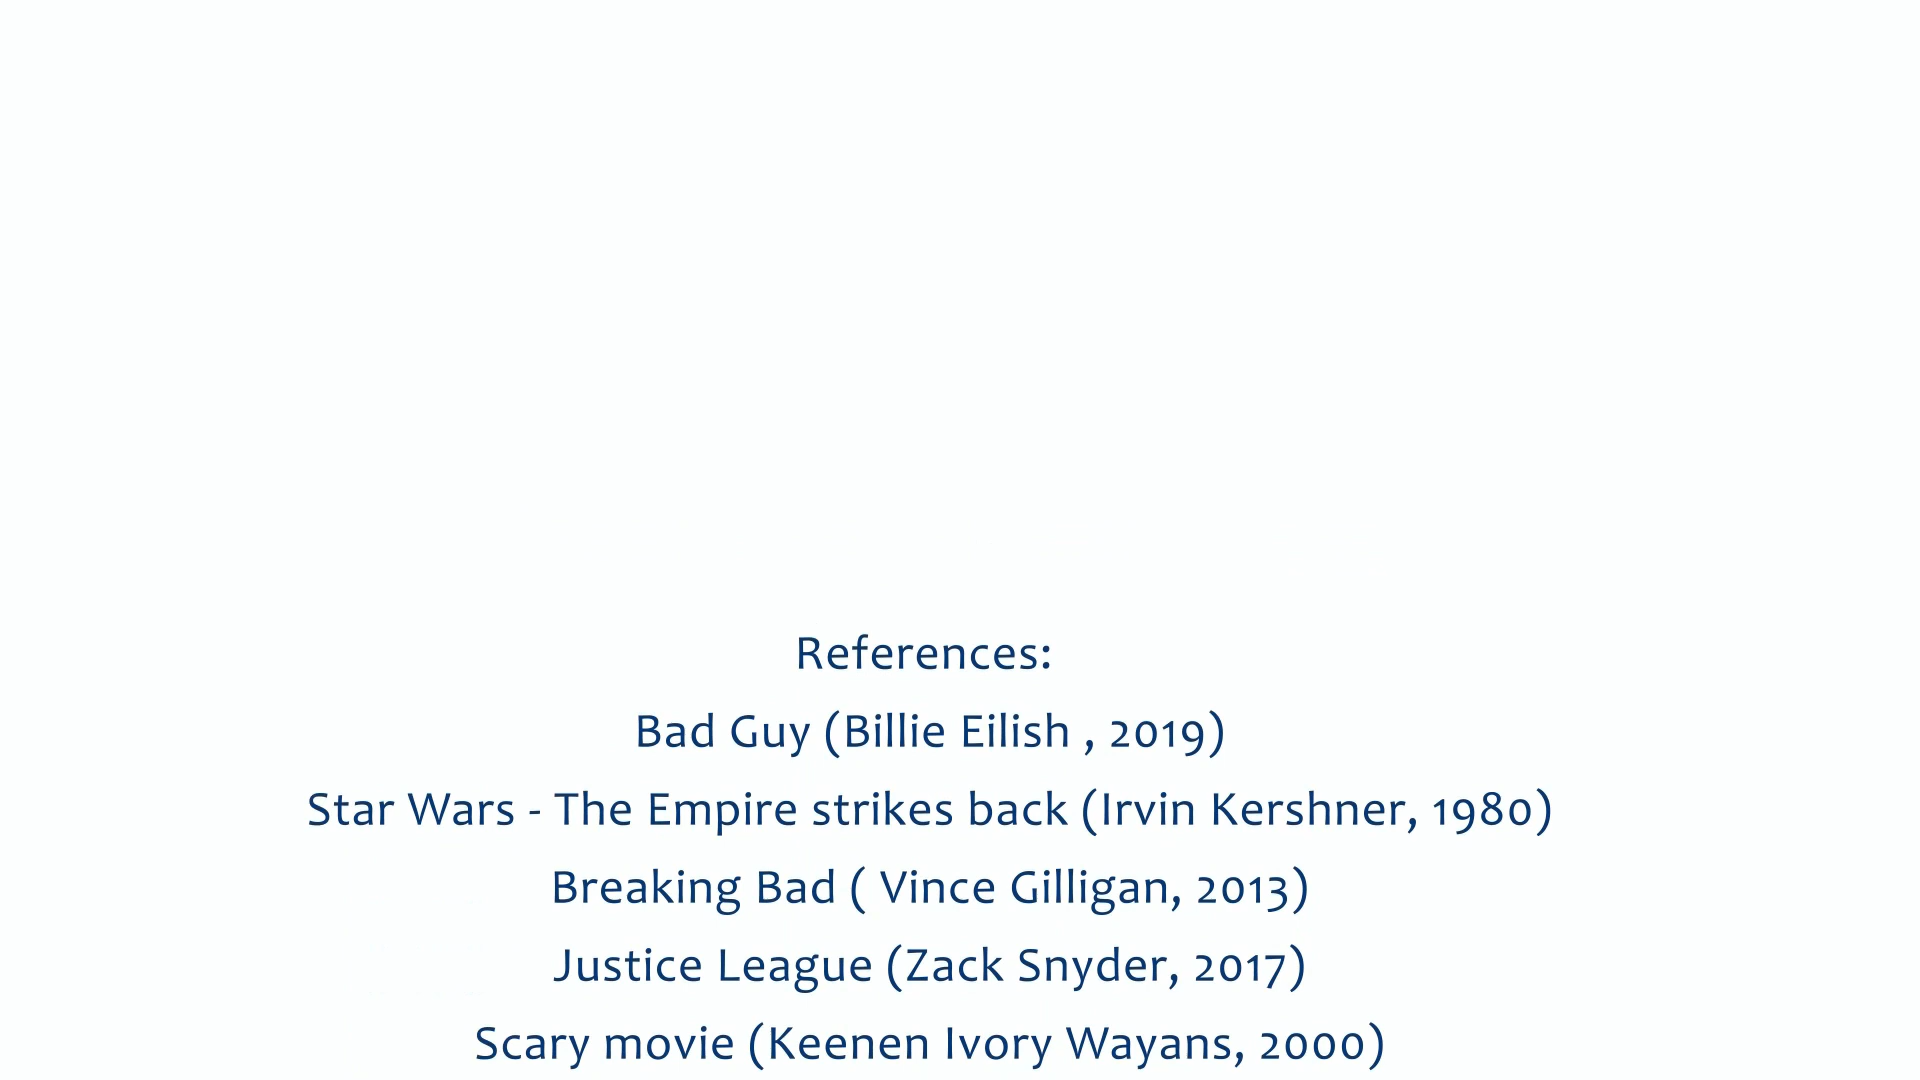 References:
Bad Guy (Billie Eilish , 2019)
Star Wars - The Empire strikes back (Irvin Kershner, 1980)
Breaking Bad ( Vince Gilligan, 2013)
Justice League (Zack Snyder, 2017)
Scary movie (Keenen Ivory Wayans, 2000)